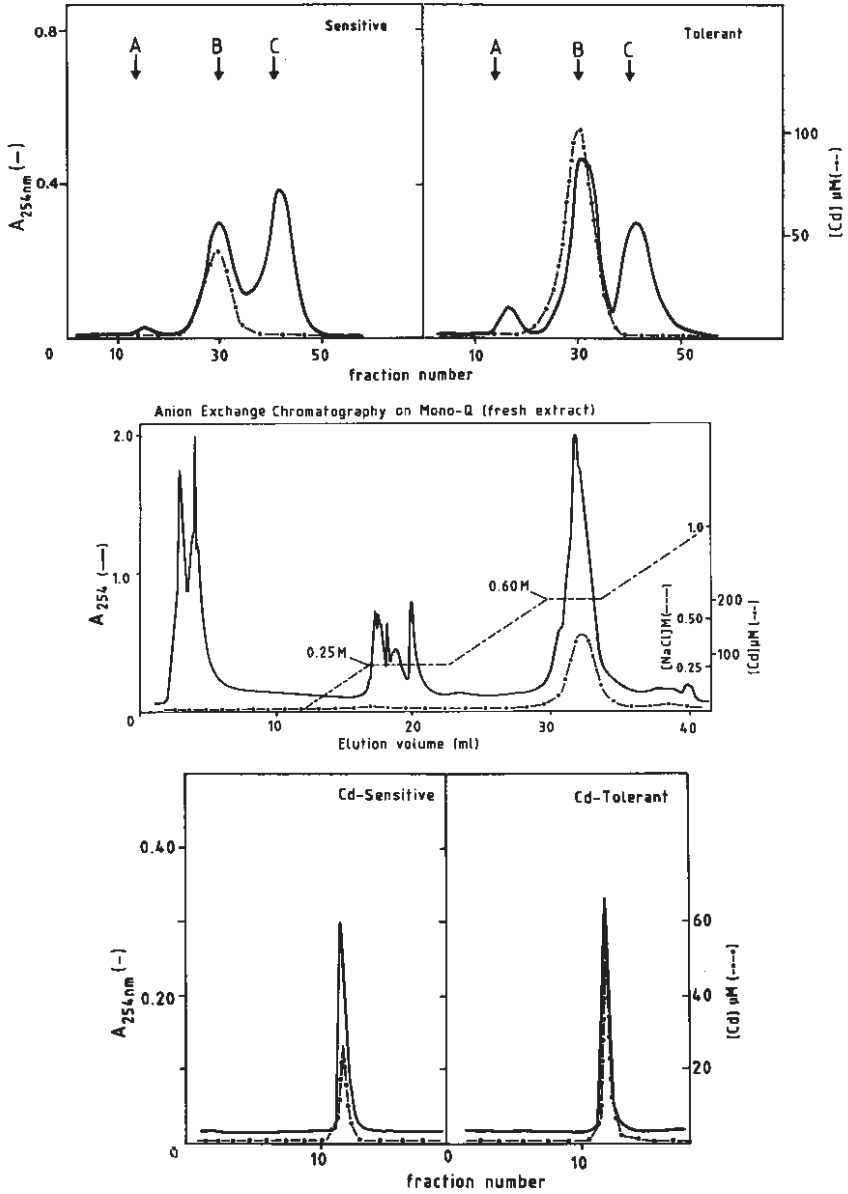 Sensitive
Tolerant
A B C
A B C
0.8
0.4
0
A254nm (—)
100
50
[Cd] µM (-·-)
10 30 50
10 30 50
0
fraction number
Anion Exchange Chromatography on Mono-Q (fresh extract)
2.0
1.0
0
A254 (—)
0.25M
0.60M
1.0
0.50
0.25
[NaCl]M(---)
200
100
[Cd]µM(-·-)
0 10 20 30 40
Elution volume (ml)
Cd-Sensitive
Cd-Tolerant
0.40
0.20
0
A254nm (—)
60
40
20
[Cd] µM (-·-·)
10 0 10
fraction number